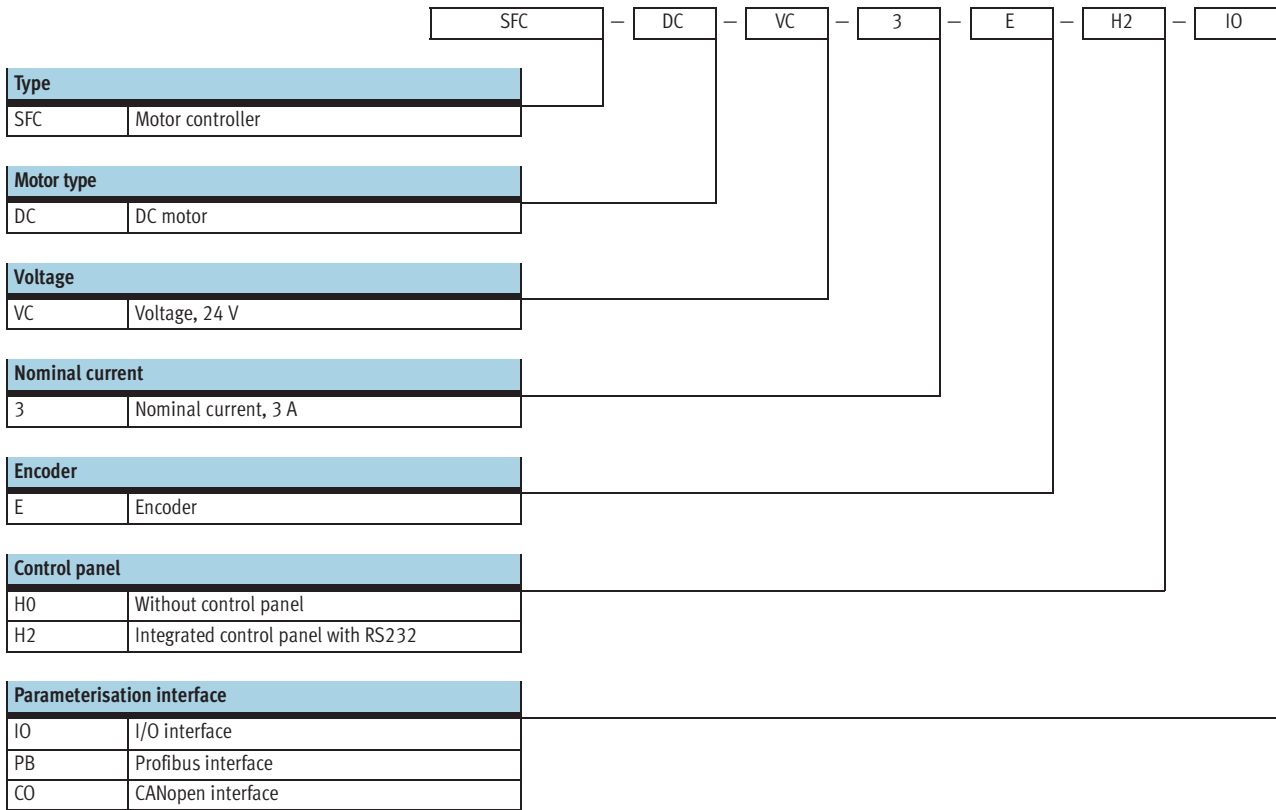 SFC – DC – VC – 3 – E – H2 – IO
Type
SFC Motor controller
Motor type
DC DC motor
Voltage
VC Voltage, 24 V
Nominal current
3 Nominal current, 3 A
Encoder
E Encoder
Control panel
H0 Without control panel
H2 Integrated control panel with RS232
Parameterisation interface
IO I/O interface
PB Profibus interface
CO CANopen interface